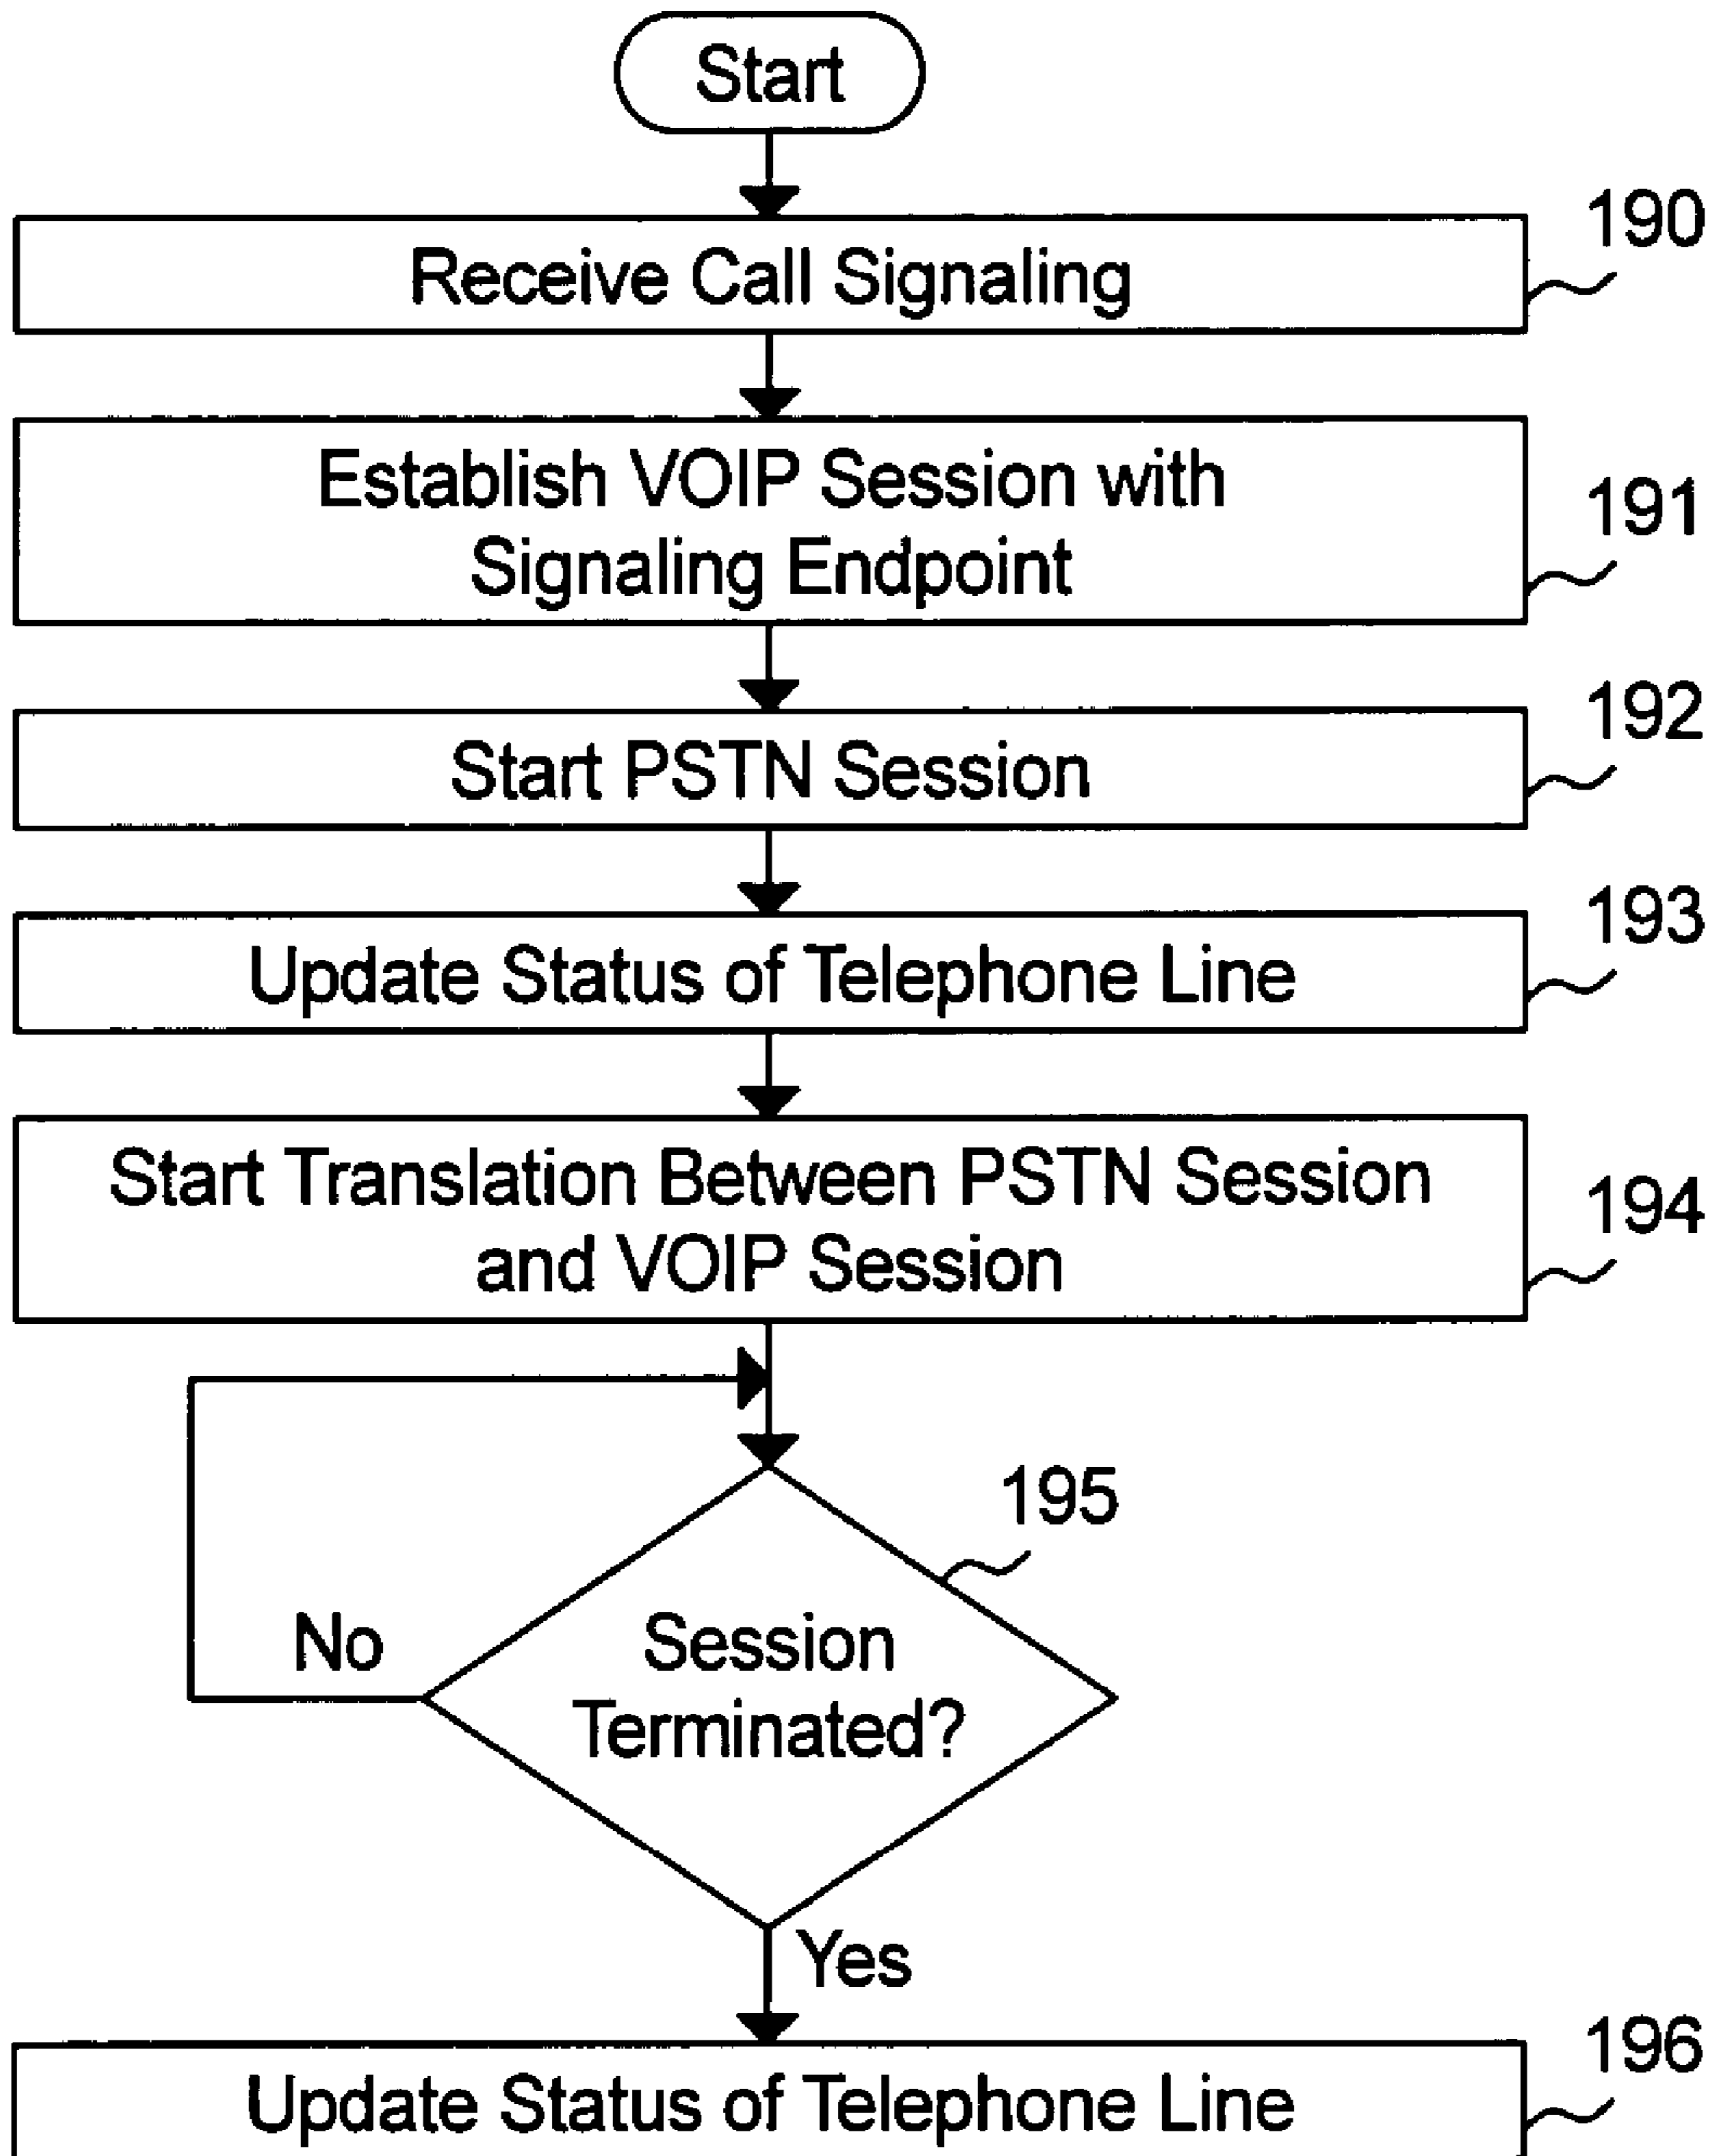 Start
190
Receive Call Signaling
Establish VOIP Session with
Signaling Endpoint
191
192
Start PSTN Session
193
Update Status of Telephone Line
Start Translation Between PSTN Session
and VOIP Session
194
195
No
Session
Terminated?
Yes
196
Update Status of Telephone Line